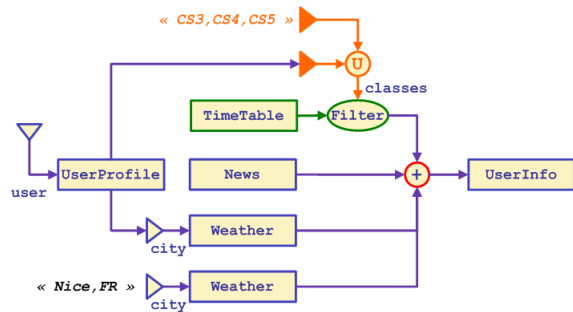 « CS3,CS4,CS5 »
U
classes
TimeTable
Filter
user
UserProfile
News
+
UserInfo
Weather
city
« Nice,FR »
Weather
city